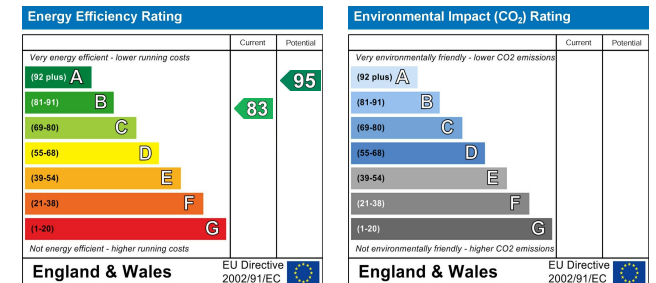 Energy Efficiency Rating
Current Potential
Very energy efficient - lower running costs
(92 plus) A
(81-91) B
(69-80) C
(55-68) D
(39-54) E
(21-38) F
(1-20) G
83
95
Not energy efficient - higher running costs
England & Wales
EU Directive
2002/91/EC
Environmental Impact (CO₂) Rating
Current Potential
Very environmentally friendly - lower CO2 emissions
(92 plus) A
(81-91) B
(69-80) C
(55-68) D
(39-54) E
(21-38) F
(1-20) G
Not environmentally friendly - higher CO2 emissions
England & Wales
EU Directive
2002/91/EC